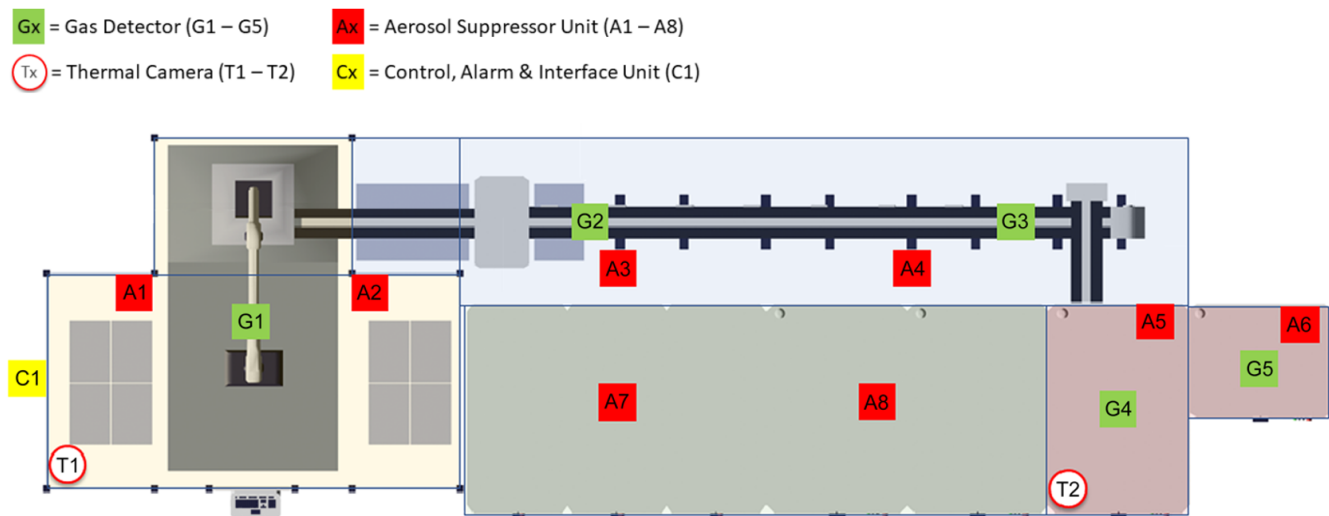 Gx = Gas Detector (G1 – G5)
Ax = Aerosol Suppressor Unit (A1 – A8)
Tx = Thermal Camera (T1 – T2)
Cx = Control, Alarm & Interface Unit (C1)
G2
G3
A3
A4
A1
A2
G1
A5
A6
C1
G5
A7
A8
G4
T1
T2